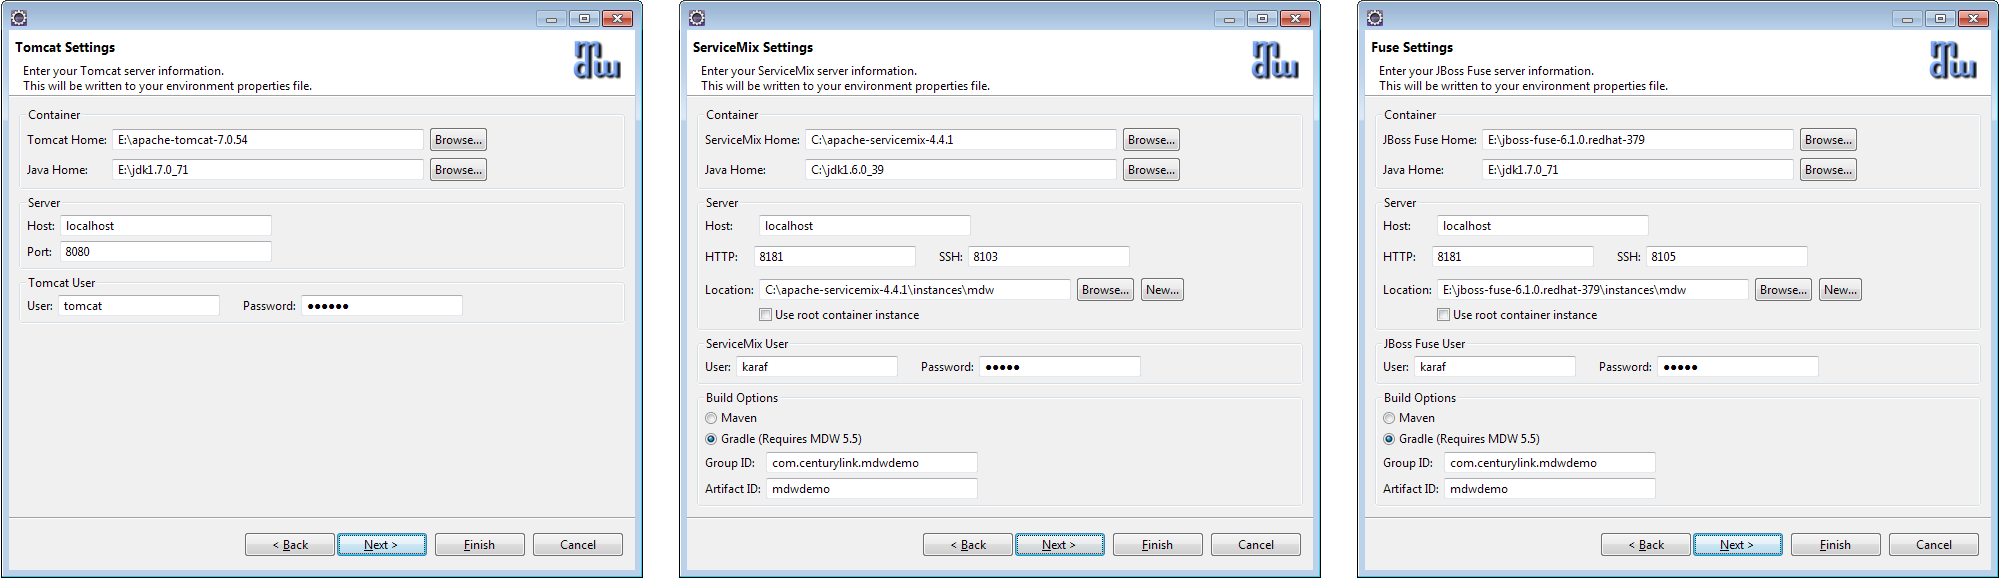 Tomcat Settings
mdw
Enter your Tomcat server information.
This will be written to your environment properties file.
Container
Tomcat Home: E:\apache-tomcat-7.0.54 Browse...
Java Home: E:\jdk1.7.0_71 Browse...
Server
Host: localhost
Port: 8080
Tomcat User
User: tomcat Password: ●●●●●●
< Back Next > Finish Cancel
ServiceMix Settings
mdw
Enter your ServiceMix server information.
This will be written to your environment properties file.
Container
ServiceMix Home: C:\apache-servicemix-4.4.1 Browse...
Java Home: C:\jdk1.6.0_39 Browse...
Server
Host: localhost
HTTP: 8181 SSH: 8103
Location: C:\apache-servicemix-4.4.1\instances\mdw Browse... New...
Use root container instance
ServiceMix User
User: karaf Password: ●●●●●
Build Options
Maven
Gradle (Requires MDW 5.5)
Group ID: com.centurylink.mdwdemo
Artifact ID: mdwdemo
< Back Next > Finish Cancel
Fuse Settings
mdw
Enter your JBoss Fuse server information.
This will be written to your environment properties file.
Container
JBoss Fuse Home: E:\jboss-fuse-6.1.0.redhat-379 Browse...
Java Home: E:\jdk1.7.0_71 Browse...
Server
Host: localhost
HTTP: 8181 SSH: 8105
Location: E:\jboss-fuse-6.1.0.redhat-379\instances\mdw Browse... New...
Use root container instance
JBoss Fuse User
User: karaf Password: ●●●●●
Build Options
Maven
Gradle (Requires MDW 5.5)
Group ID: com.centurylink.mdwdemo
Artifact ID: mdwdemo
< Back Next > Finish Cancel